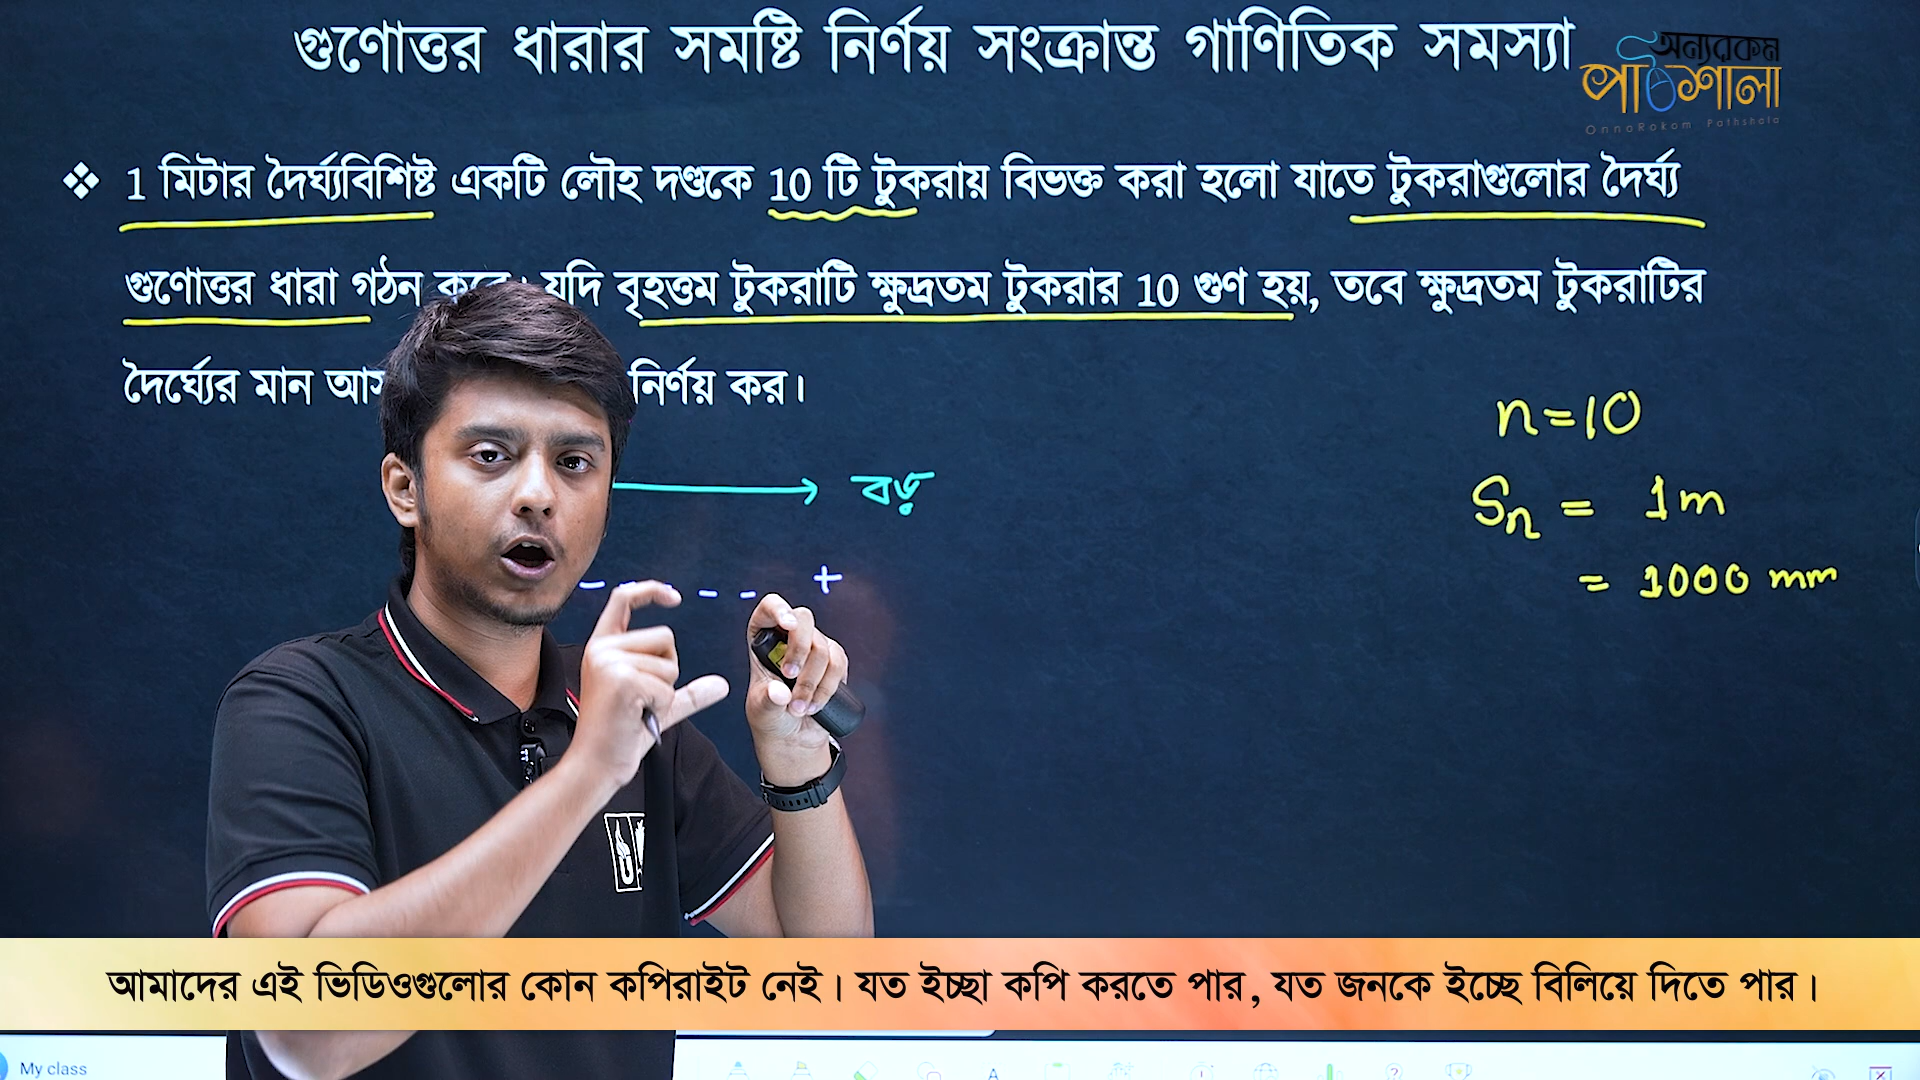 গুণোত্তর ধারার সমষ্টি নির্ণয় সংক্রান্ত গাণিতিক সমস্যা
অন্যরকম
পাঠশালা
OnnoRokom Pathshala
❖ 1 মিটার দৈর্ঘ্যবিশিষ্ট একটি লৌহ দণ্ডকে 10 টি টুকরায় বিভক্ত করা হলো যাতে টুকরাগুলোর দৈর্ঘ্য
গুণোত্তর ধারা গঠন করে। যদি বৃহত্তম টুকরাটি ক্ষুদ্রতম টুকরার 10 গুণ হয়, তবে ক্ষুদ্রতম টুকরাটির
দৈর্ঘ্যের মান নির্ণয় কর।
n=10
বড়
Sn = 1m
= 1000 mm
- - - - +
আমাদের এই ভিডিওগুলোর কোন কপিরাইট নেই। যত ইচ্ছা কপি করতে পার, যত জনকে ইচ্ছে বিলিয়ে দিতে পার।
My class